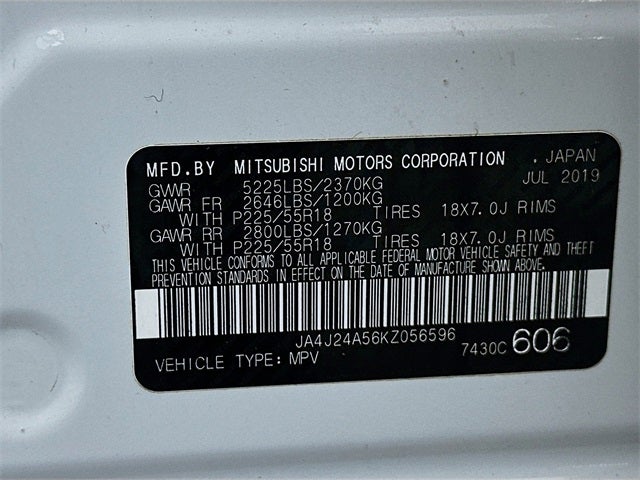 MFD.BY MITSUBISHI MOTORS CORPORATION . JAPAN
GVWR 5225LBS/2370KG JUL 2019
GAWR FR 2646LBS/1200KG
WITH P225/55R18 TIRES 18X7.0J RIMS
GAWR RR 2800LBS/1270KG
WITH P225/55R18 TIRES 18X7.0J RIMS
THIS VEHICLE CONFORMS TO ALL APPLICABLE FEDERAL MOTOR VEHICLE SAFETY AND THEFT
PREVENTION STANDARDS IN EFFECT ON THE DATE OF MANUFACTURE SHOWN ABOVE.
JA4J24A56KZ056596
VEHICLE TYPE: MPV 7430C 606